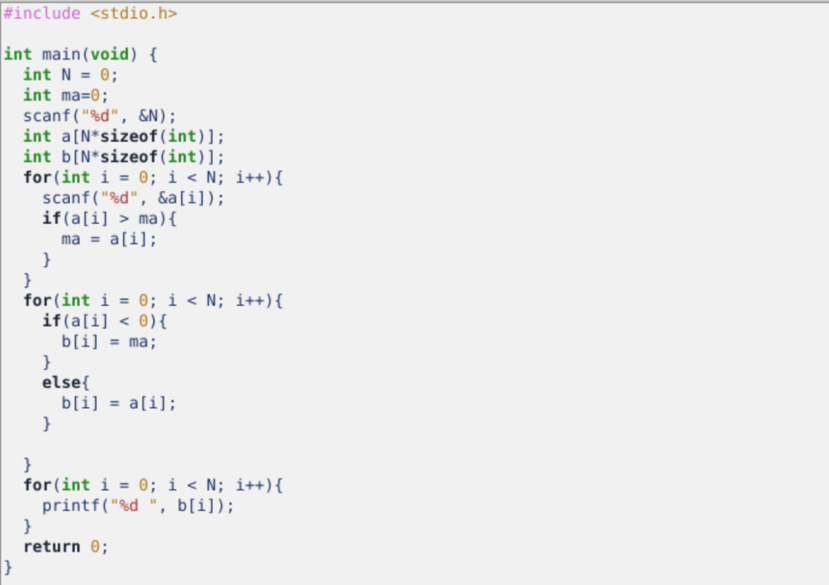 #include <stdio.h>

int main(void) {
  int N = 0;
  int ma=0;
  scanf("%d", &N);
  int a[N*sizeof(int)];
  int b[N*sizeof(int)];
  for(int i = 0; i < N; i++){
    scanf("%d", &a[i]);
    if(a[i] > ma){
      ma = a[i];
    }
  }
  for(int i = 0; i < N; i++){
    if(a[i] < 0){
      b[i] = ma;
    }
    else{
      b[i] = a[i];
    }

  }
  for(int i = 0; i < N; i++){
    printf("%d ", b[i]);
  }
  return 0;
}